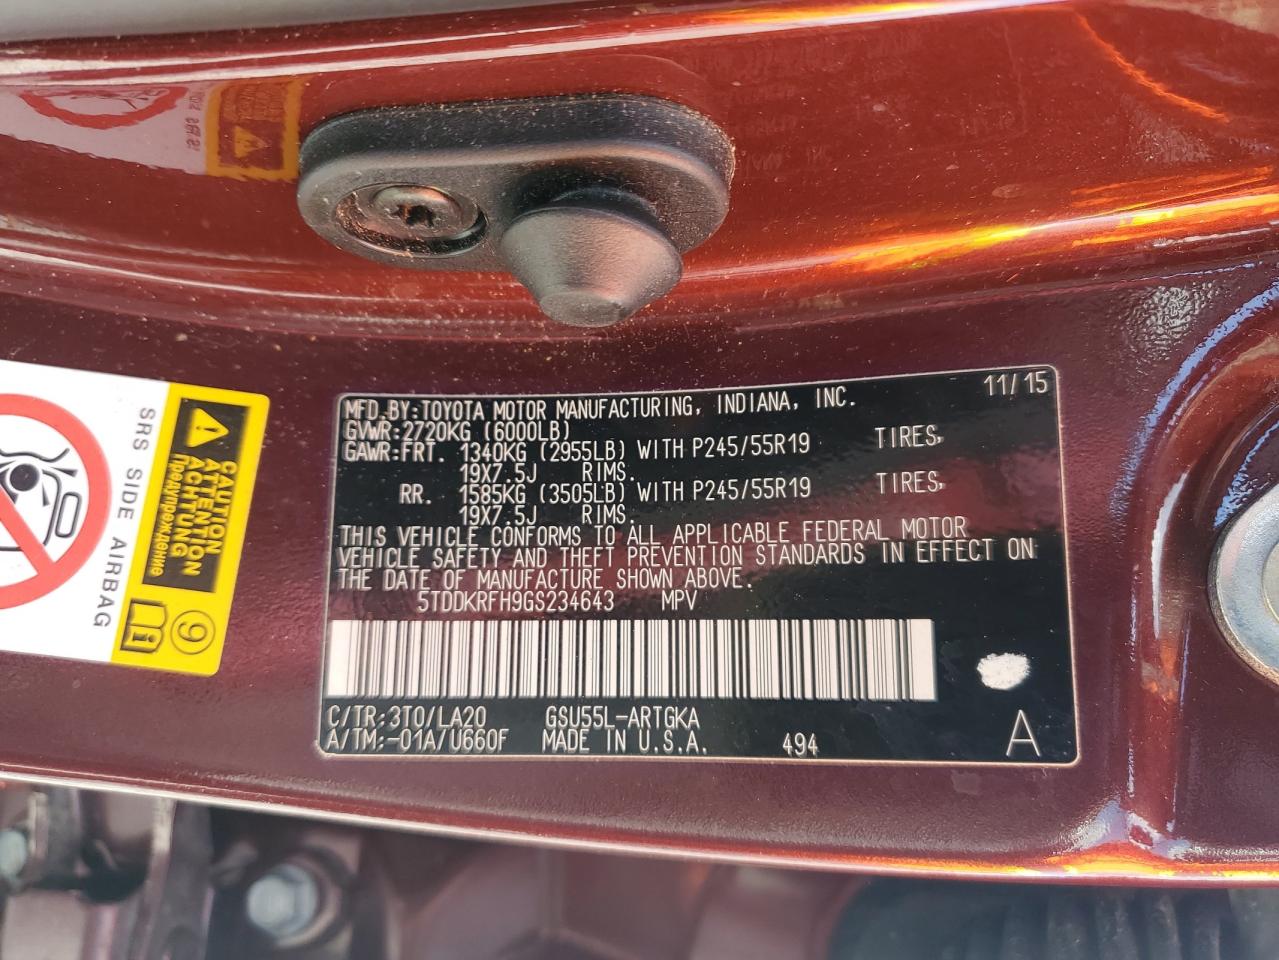 MFD.BY:TOYOTA MOTOR MANUFACTURING, INDIANA, INC. 11/15
GVWR:2720KG (6000LB)
GAWR:FRT. 1340KG (2955LB) WITH P245/55R19 TIRES,
19X7.5J RIMS.
RR. 1585KG (3505LB) WITH P245/55R19 TIRES,
19X7.5J RIMS.
THIS VEHICLE CONFORMS TO ALL APPLICABLE FEDERAL MOTOR
VEHICLE SAFETY AND THEFT PREVENTION STANDARDS IN EFFECT ON
THE DATE OF MANUFACTURE SHOWN ABOVE.
5TDDKRFH9GS234643 MPV
C/TR:3T0/LA20 GSU55L-ARTGKA
A/TM:-01A/U660F MADE IN U.S.A. 494 A
CAUTION
ATTENTION
ACHTUNG
Предупреждение
SRS SIDE AIRBAG
9
i